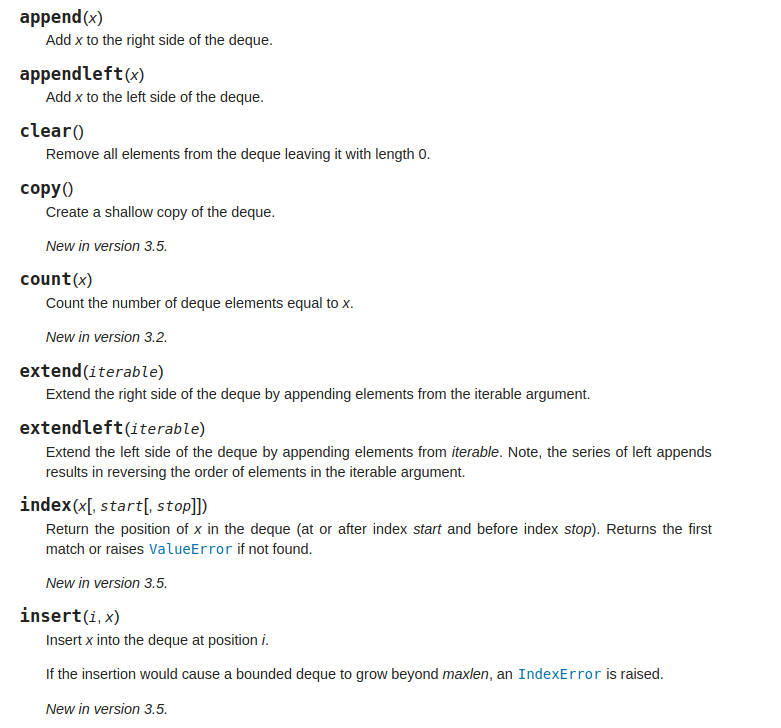 append(x)
Add x to the right side of the deque.
appendleft(x)
Add x to the left side of the deque.
clear()
Remove all elements from the deque leaving it with length 0.
copy()
Create a shallow copy of the deque.
New in version 3.5.
count(x)
Count the number of deque elements equal to x.
New in version 3.2.
extend(iterable)
Extend the right side of the deque by appending elements from the iterable argument.
extendleft(iterable)
Extend the left side of the deque by appending elements from iterable. Note, the series of left appends
results in reversing the order of elements in the iterable argument.
index(x[, start[, stop]])
Return the position of x in the deque (at or after index start and before index stop). Returns the first
match or raises ValueError if not found.
New in version 3.5.
insert(i, x)
Insert x into the deque at position i.
If the insertion would cause a bounded deque to grow beyond maxlen, an IndexError is raised.
New in version 3.5.